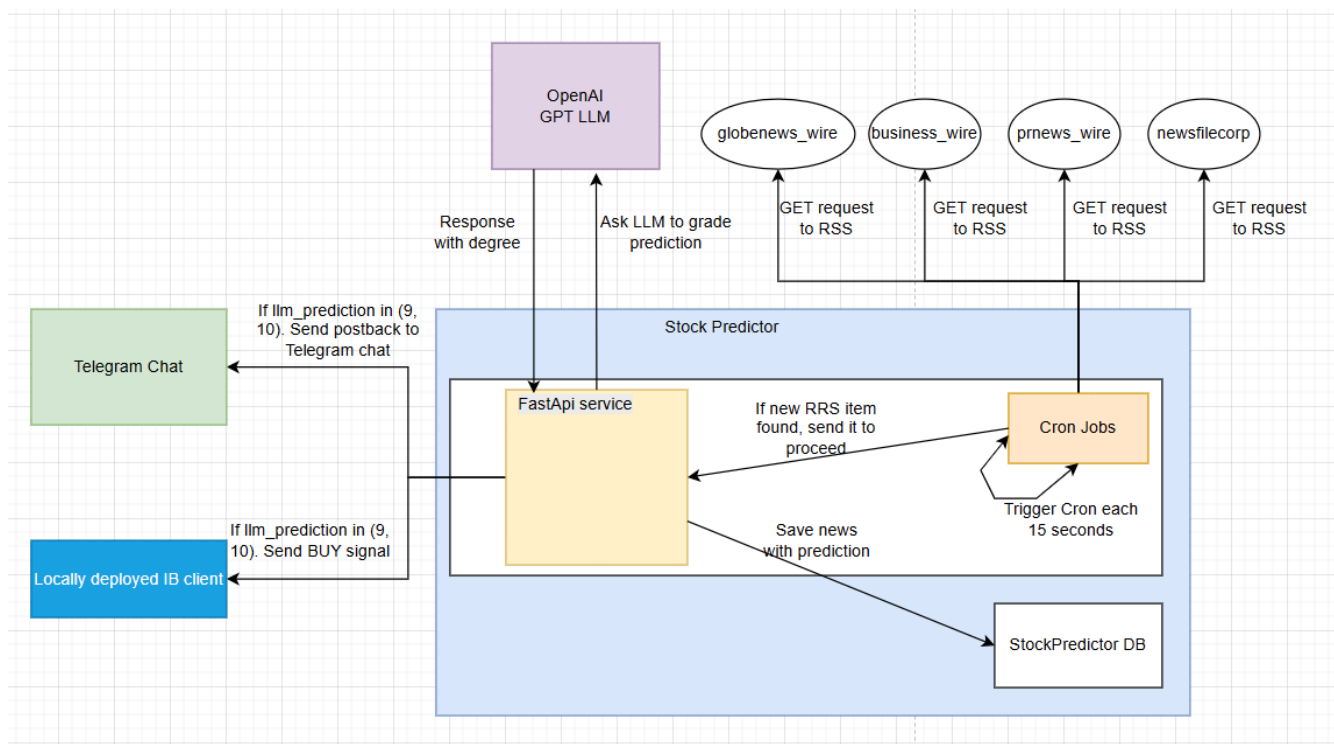 OpenAI
GPT LLM
globenews_wire
business_wire
prnews_wire
newsfilecorp
Response
with degree
Ask LLM to grade
prediction
GET request
to RSS
GET request
to RSS
GET request
to RSS
GET request
to RSS
If llm_prediction in (9,
10). Send postback to
Telegram chat
Telegram Chat
Stock Predictor
FastApi service
If new RRS item
found, send it to
proceed
Cron Jobs
Trigger Cron each
15 seconds
If llm_prediction in (9,
10). Send BUY signal
Locally deployed IB client
Save news
with prediction
StockPredictor DB